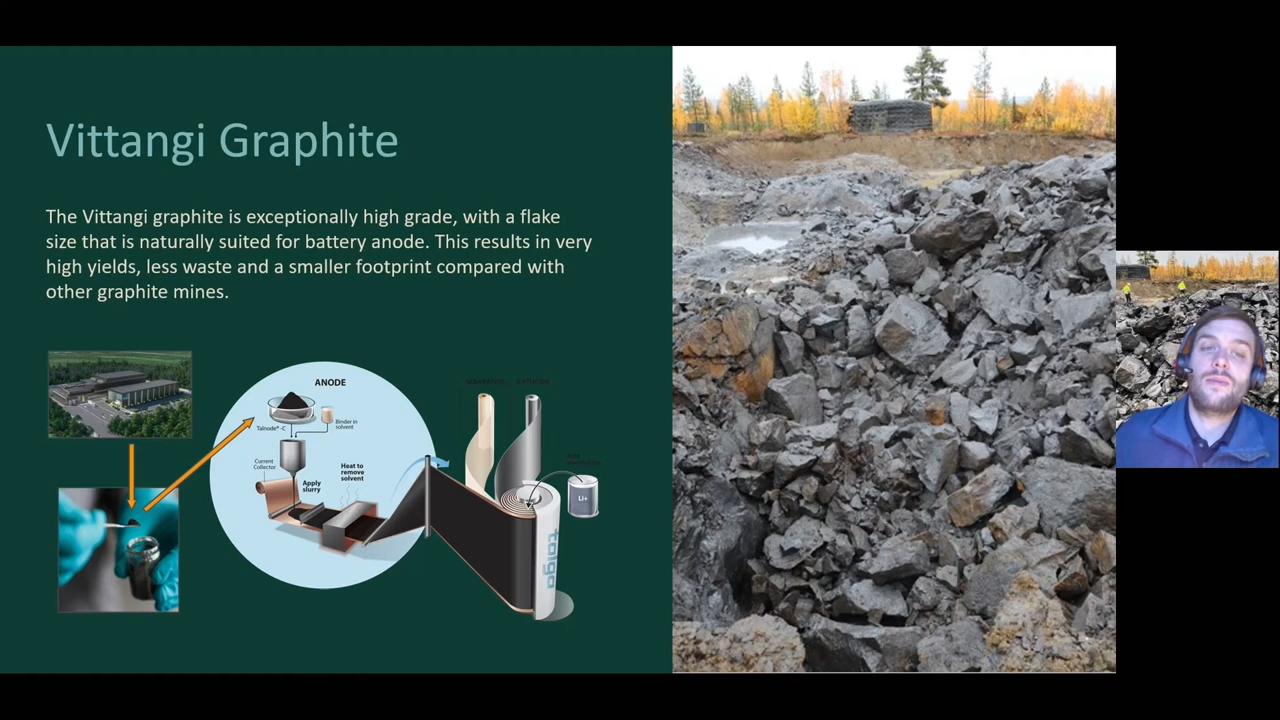 Vittangi Graphite
The Vittangi graphite is exceptionally high grade, with a flake
size that is naturally suited for battery anode. This results in very
high yields, less waste and a smaller footprint compared with
other graphite mines.
ANODE
Talnode®-C
Binder in
solvent
Current
Collector
Apply
slurry
Heat to
remove
solvent
CATHODE
Li+
talga